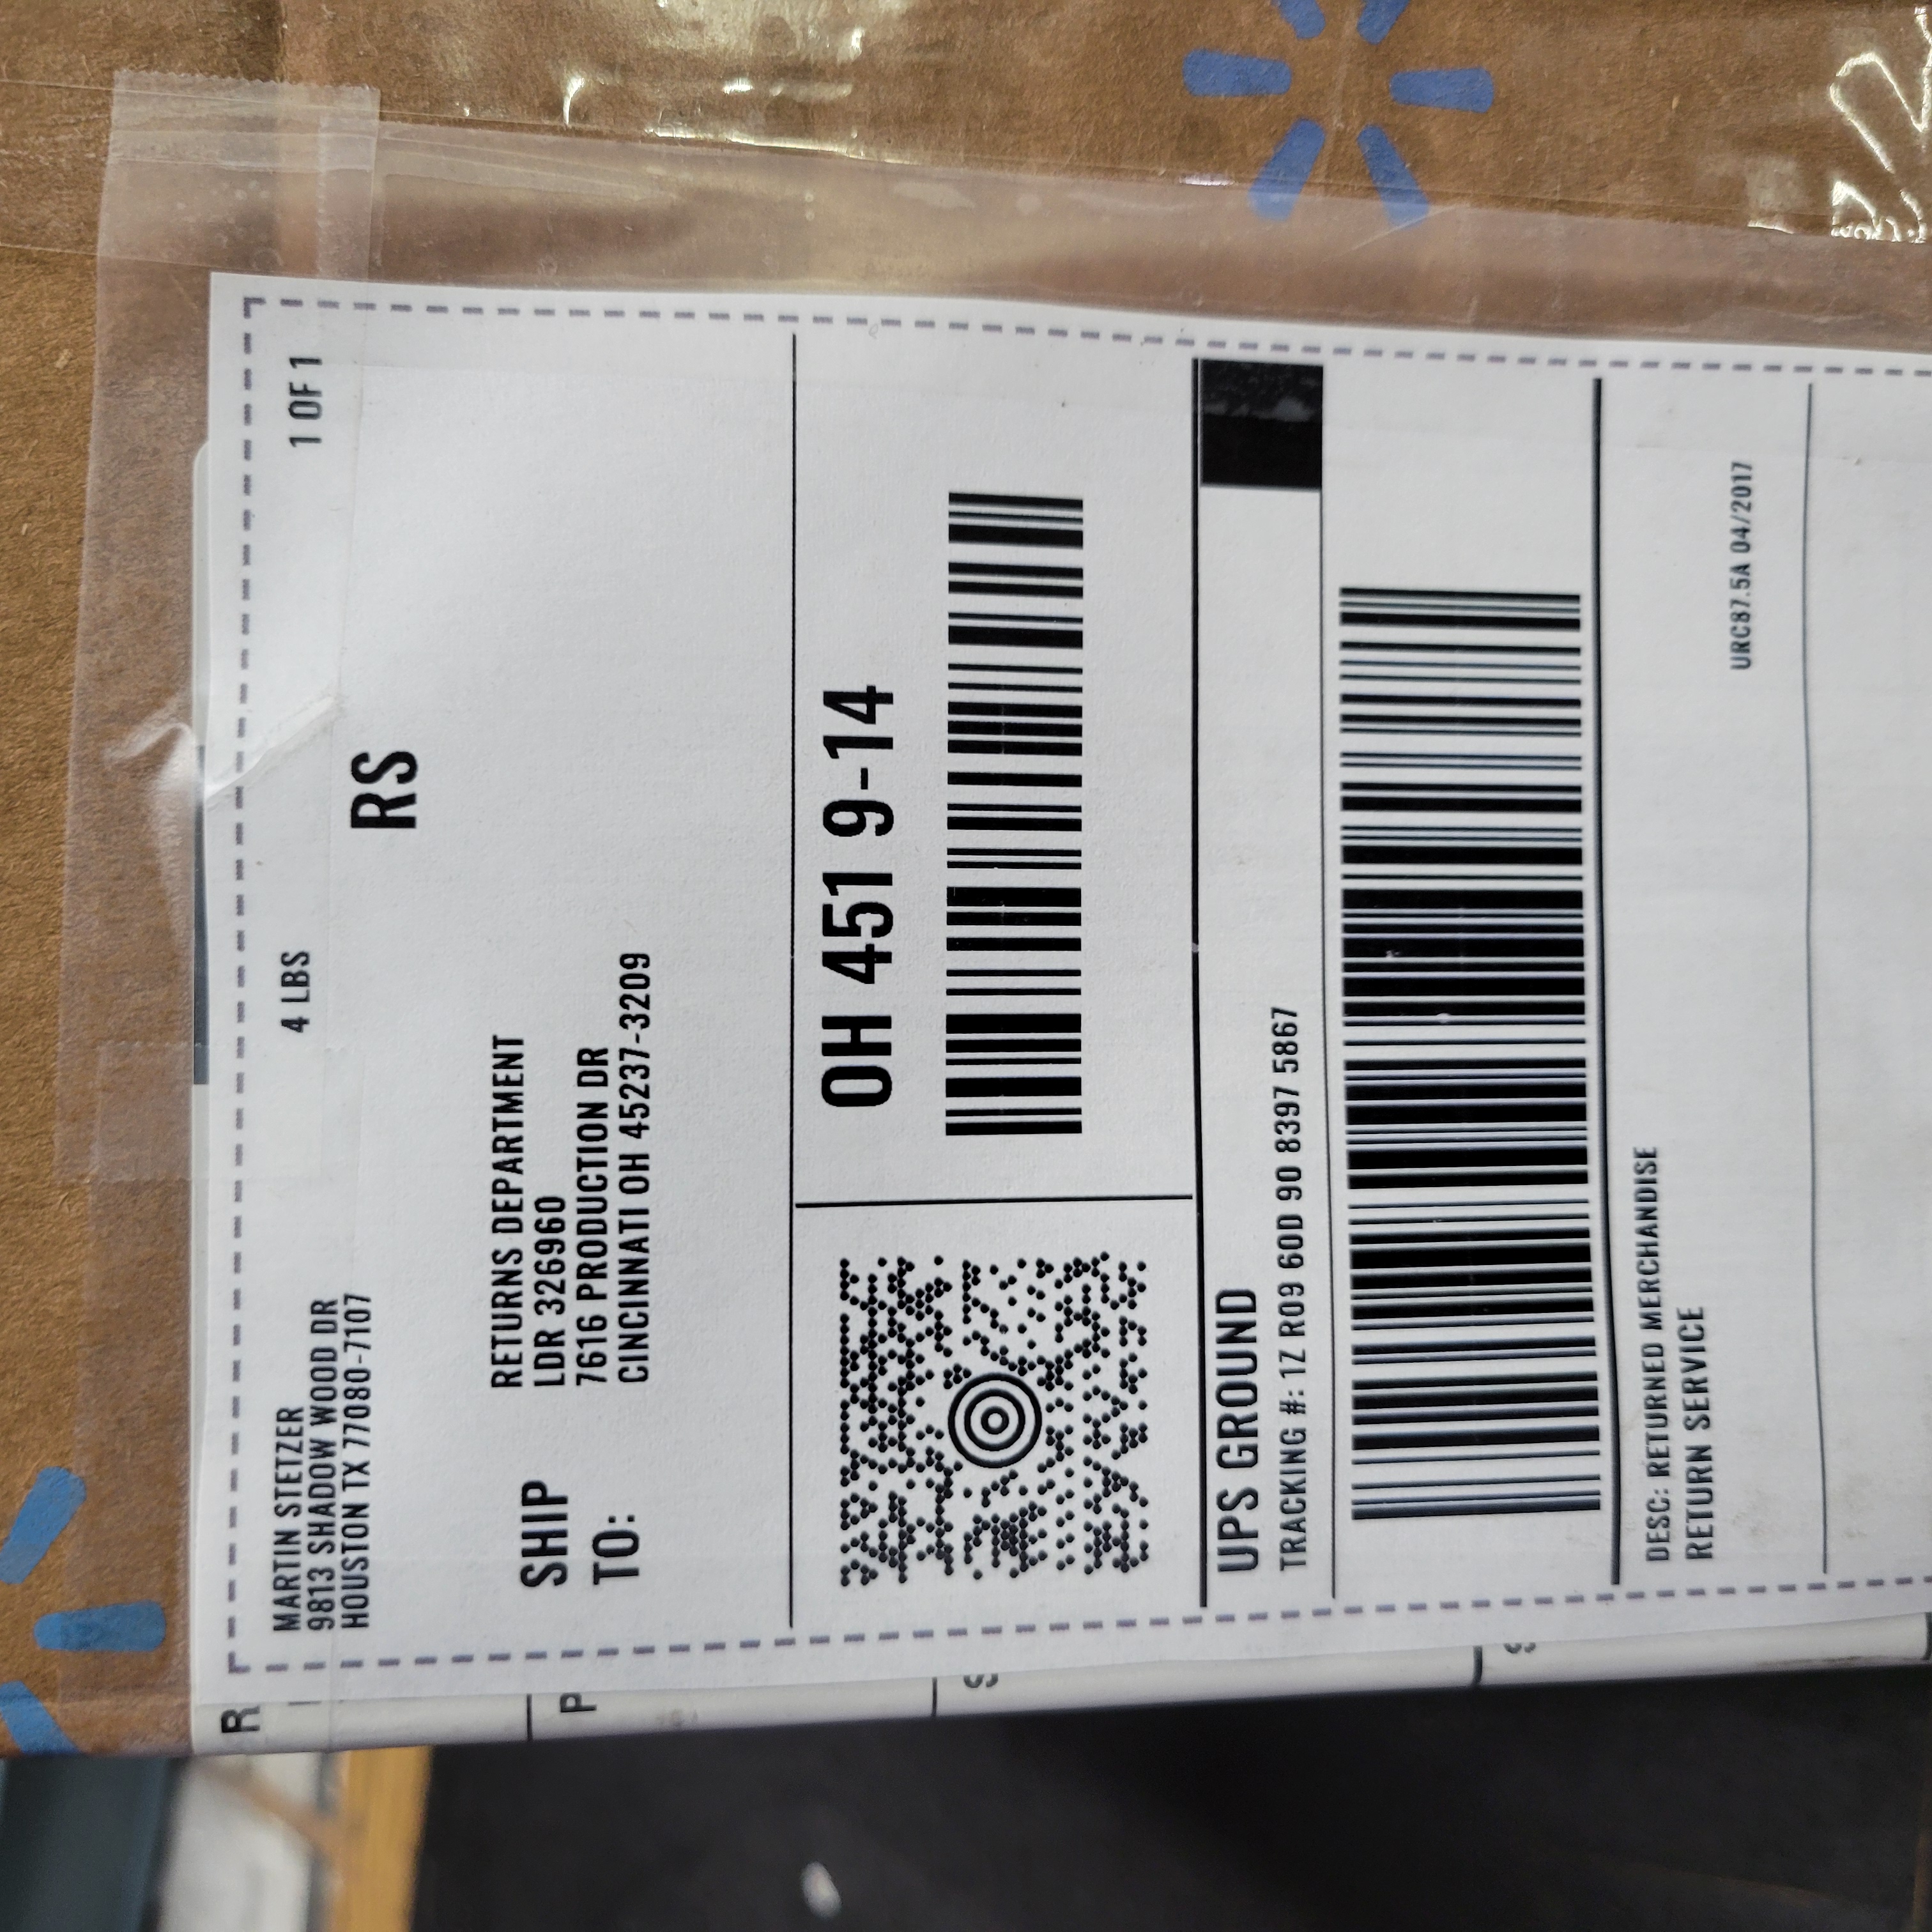 MARTIN STETZER
9813 SHADOW WOOD DR
HOUSTON TX 77080-7107
4 LBS
1 OF 1
RS
SHIP
TO:
RETURNS DEPARTMENT
LDR 326960
7616 PRODUCTION DR
CINCINNATI OH 45237-3209
OH 451 9-14
UPS GROUND
TRACKING #: 1Z R09 60D 90 8397 5867
DESC: RETURNED MERCHANDISE
RETURN SERVICE
URC87.5A 04/2017
R
P